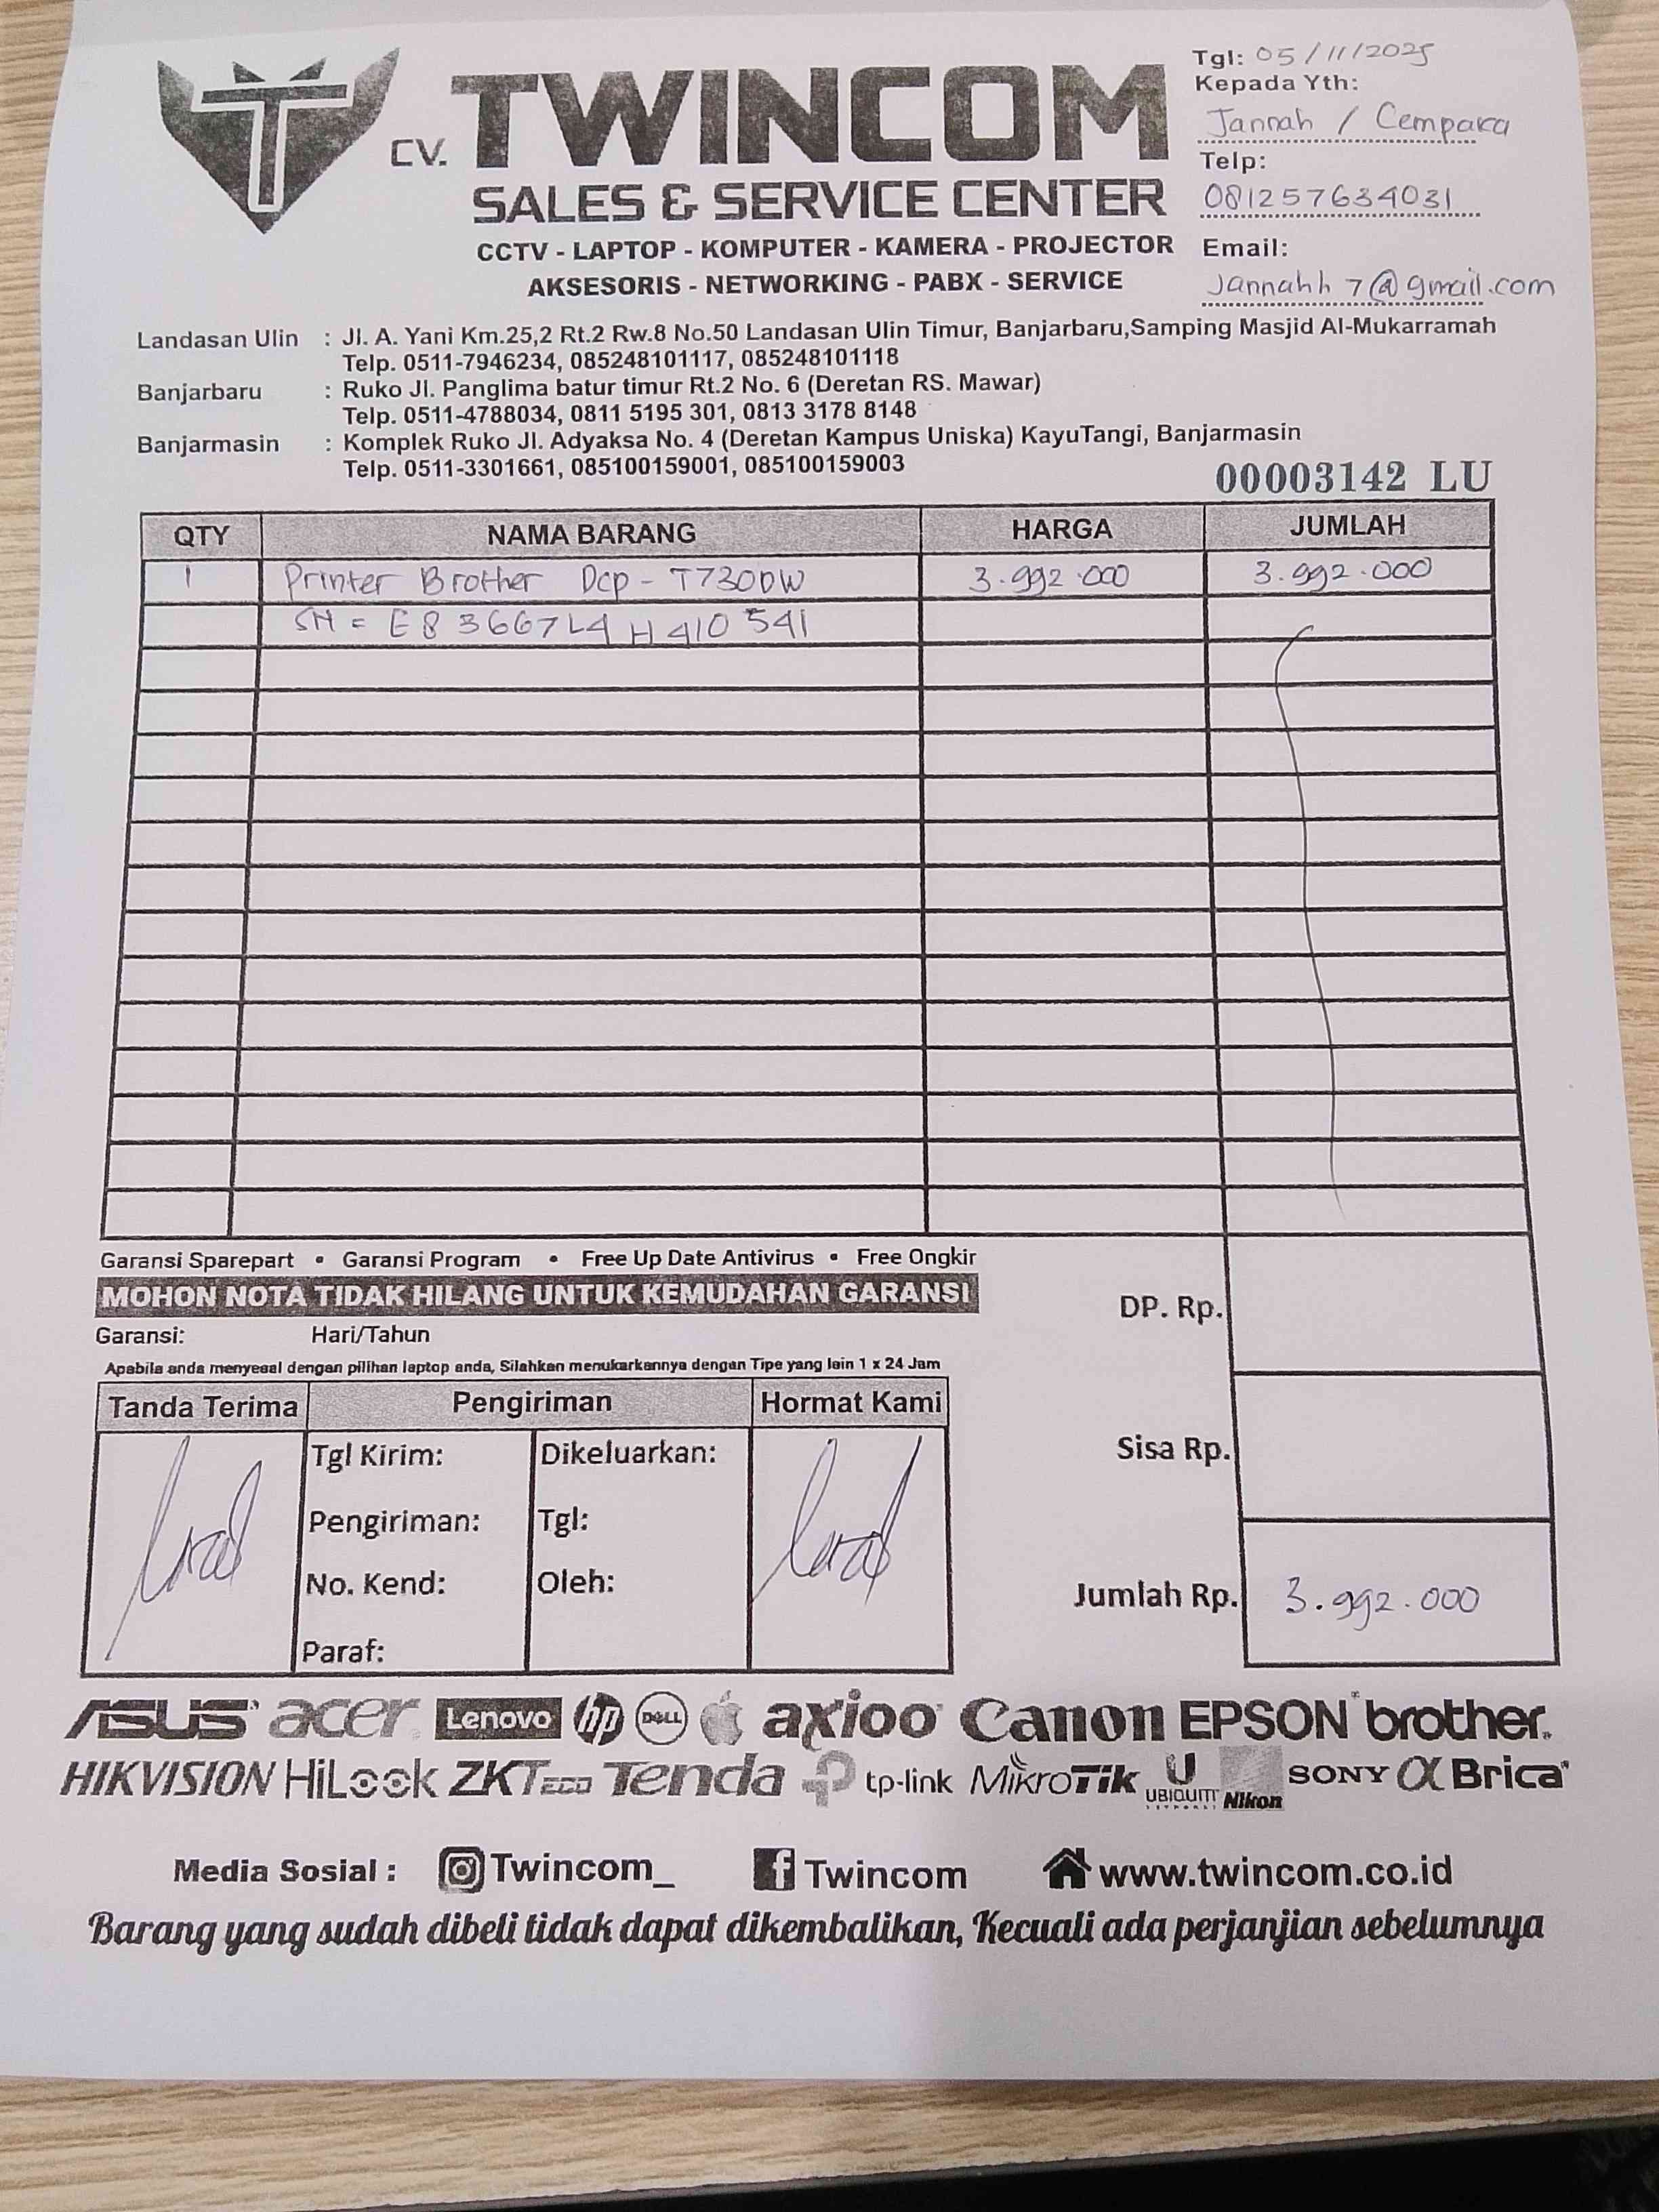 Tgl: 05/11/2025
Kepada Yth:
Jannah / Cempaka
Telp:
081257634031
Email:
Jannahh7@gmail.com
CV. TWINCOM
SALES & SERVICE CENTER
CCTV - LAPTOP - KOMPUTER - KAMERA - PROJECTOR
AKSESORIS - NETWORKING - PABX - SERVICE
Landasan Ulin : Jl. A. Yani Km.25,2 Rt.2 Rw.8 No.50 Landasan Ulin Timur, Banjarbaru,Samping Masjid Al-Mukarramah
Telp. 0511-7946234, 085248101117, 085248101118
Banjarbaru : Ruko Jl. Panglima batur timur Rt.2 No. 6 (Deretan RS. Mawar)
Telp. 0511-4788034, 0811 5195 301, 0813 3178 8148
Banjarmasin : Komplek Ruko Jl. Adyaksa No. 4 (Deretan Kampus Uniska) KayuTangi, Banjarmasin
Telp. 0511-3301661, 085100159001, 085100159003
00003142 LU
QTY NAMA BARANG HARGA JUMLAH
1 Printer Brother Dcp - T730DW 3.992.000 3.992.000
SN = E83667L4H410541
Garansi Sparepart • Garansi Program • Free Up Date Antivirus • Free Ongkir
MOHON NOTA TIDAK HILANG UNTUK KEMUDAHAN GARANSI
Garansi: Hari/Tahun
Apabila anda menyesal dengan pilihan laptop anda, Silahkan menukarkannya dengan Tipe yang lain 1 x 24 Jam
DP. Rp.
Sisa Rp.
Jumlah Rp. 3.992.000
Tanda Terima Pengiriman Hormat Kami
Tgl Kirim: Dikeluarkan:
Pengiriman: Tgl:
No. Kend: Oleh:
Paraf:
ASUS acer Lenovo hp DELL axioo Canon EPSON brother
HIKVISION HiLook ZKTeco Tenda tp-link MikroTik UBIQUITI Nikon SONY α Brica
Media Sosial : Twincom_ Twincom www.twincom.co.id
Barang yang sudah dibeli tidak dapat dikembalikan, Kecuali ada perjanjian sebelumnya